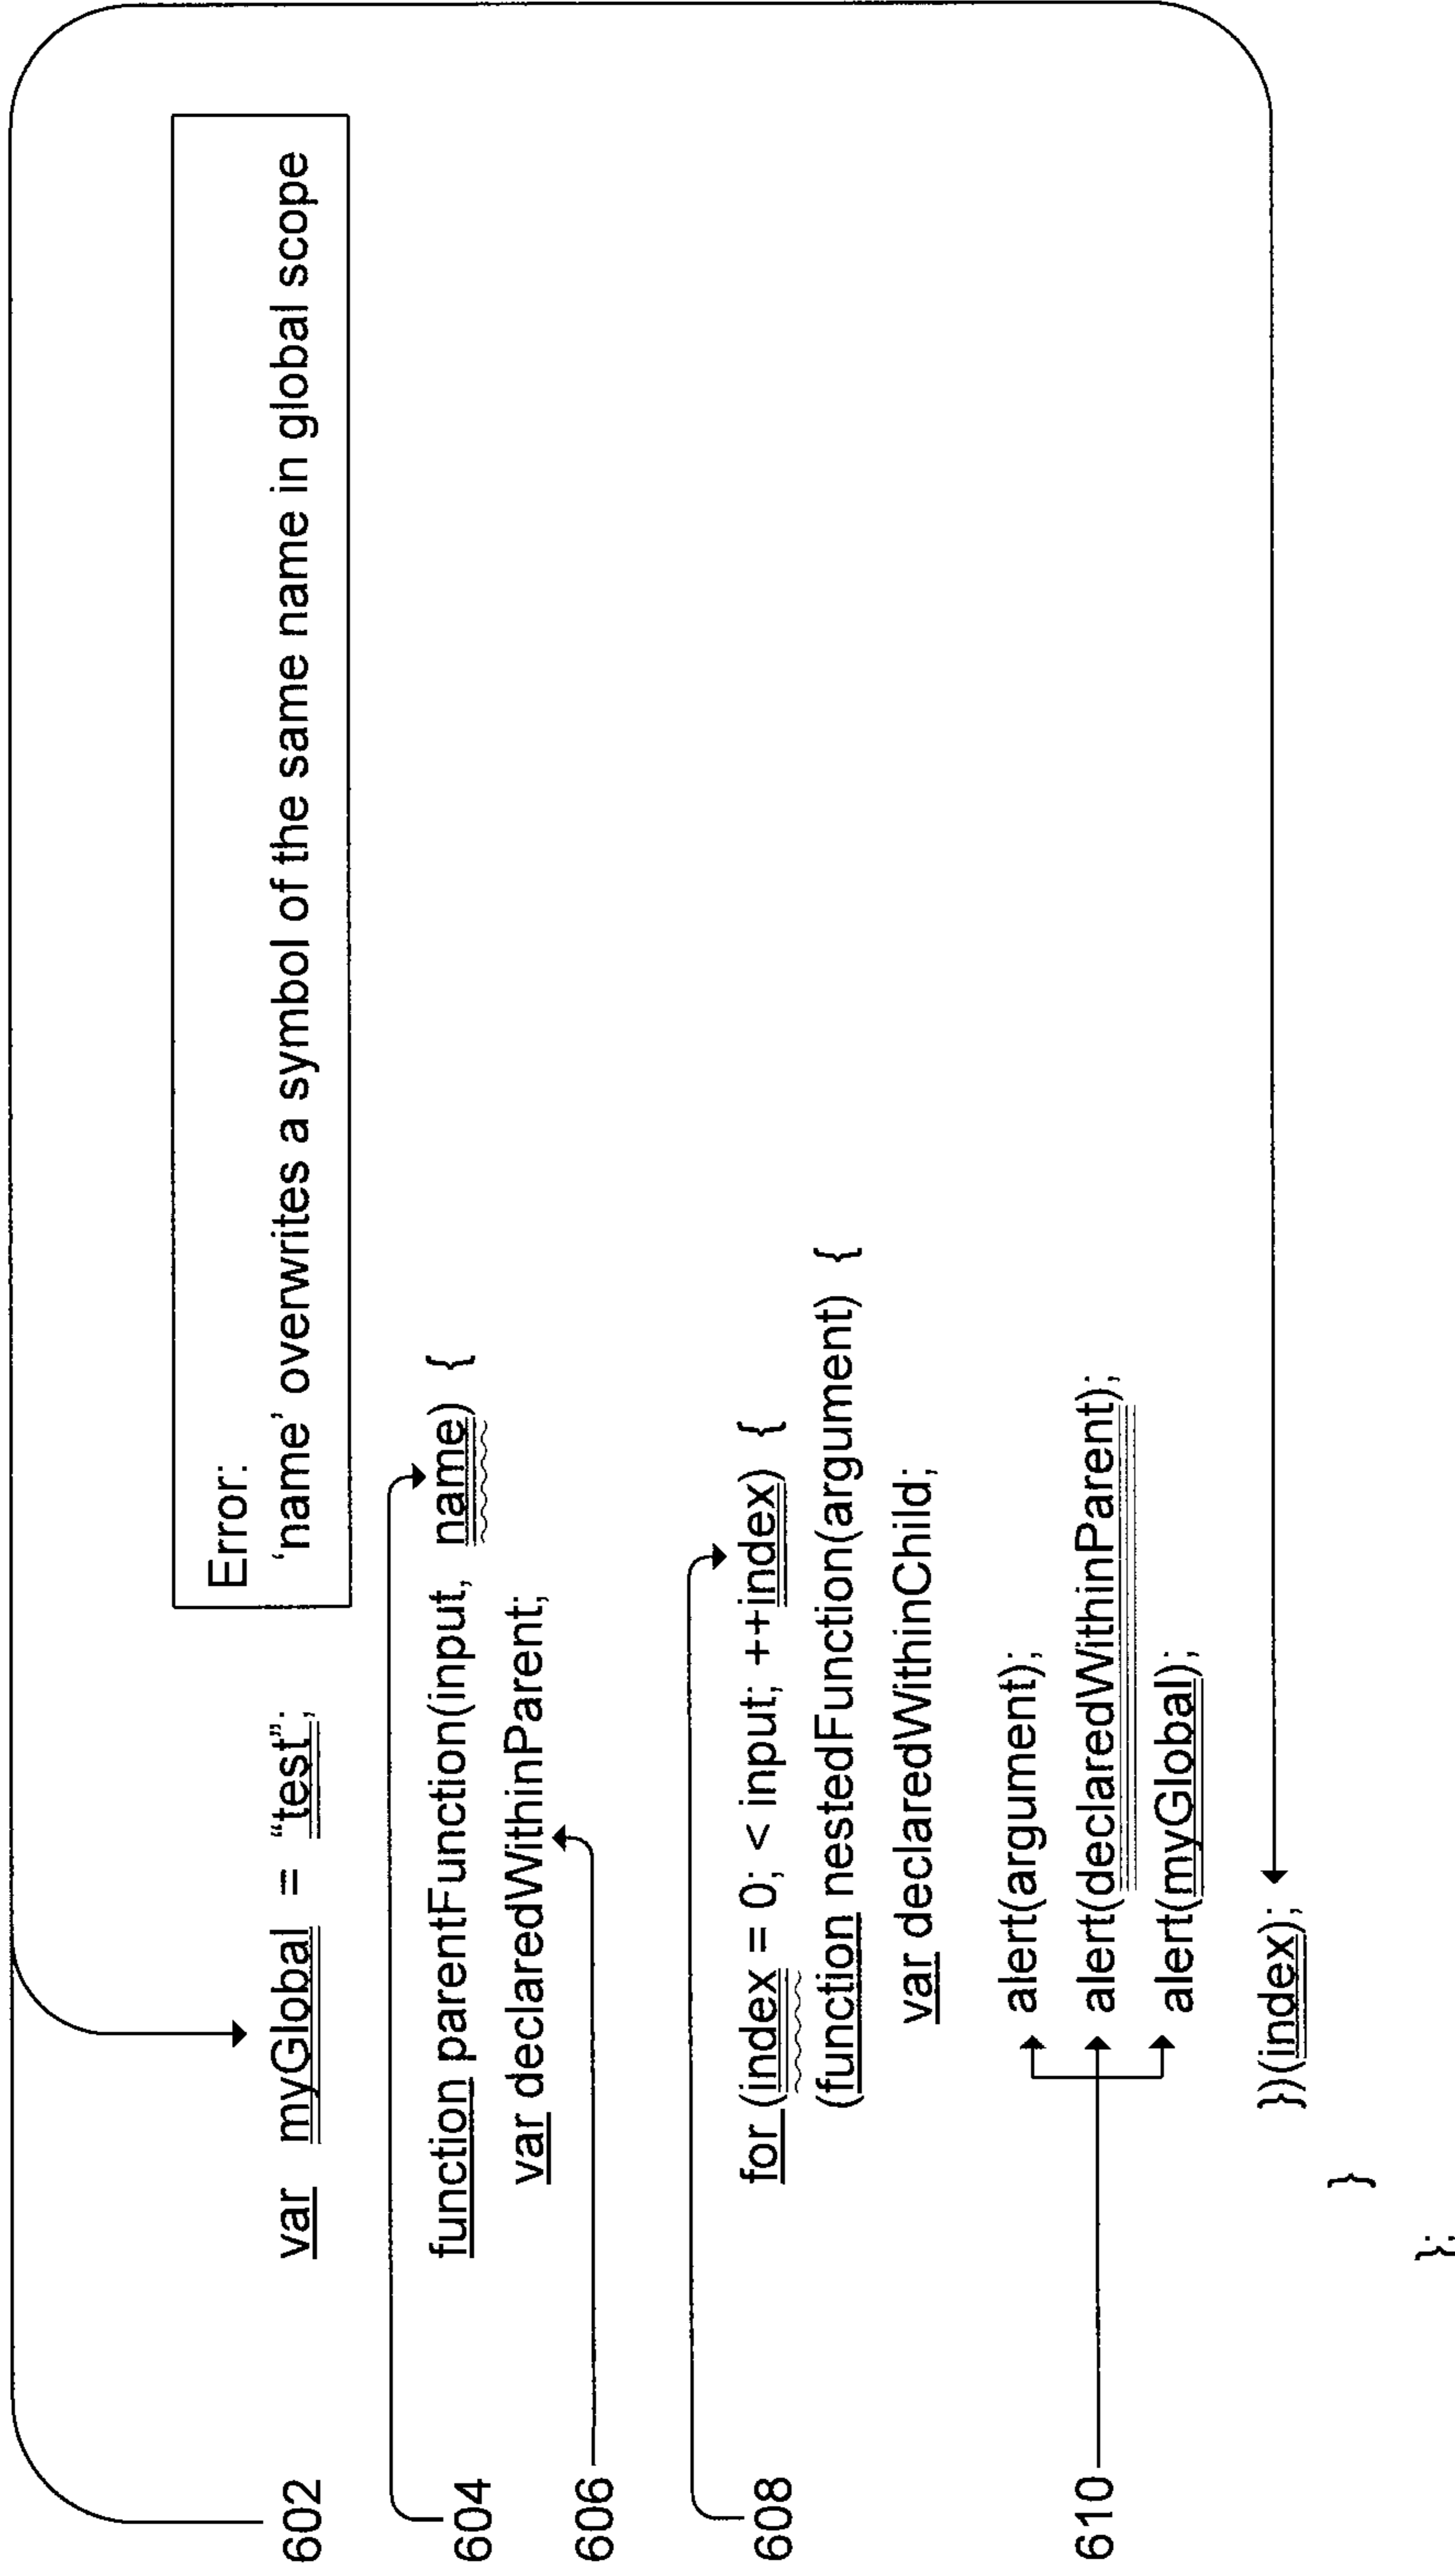 Error:
602 var myGlobal = “test”; ‘name’ overwrites a symbol of the same name in global scope
604 function parentFunction(input, name) {
606 var declaredWithinParent;
608 for (index = 0; < input; ++index) {
(function nestedFunction(argument) {
var declaredWithinChild;
alert(argument);
610 alert(declaredWithinParent);
alert(myGlobal);
})(index);
}
};